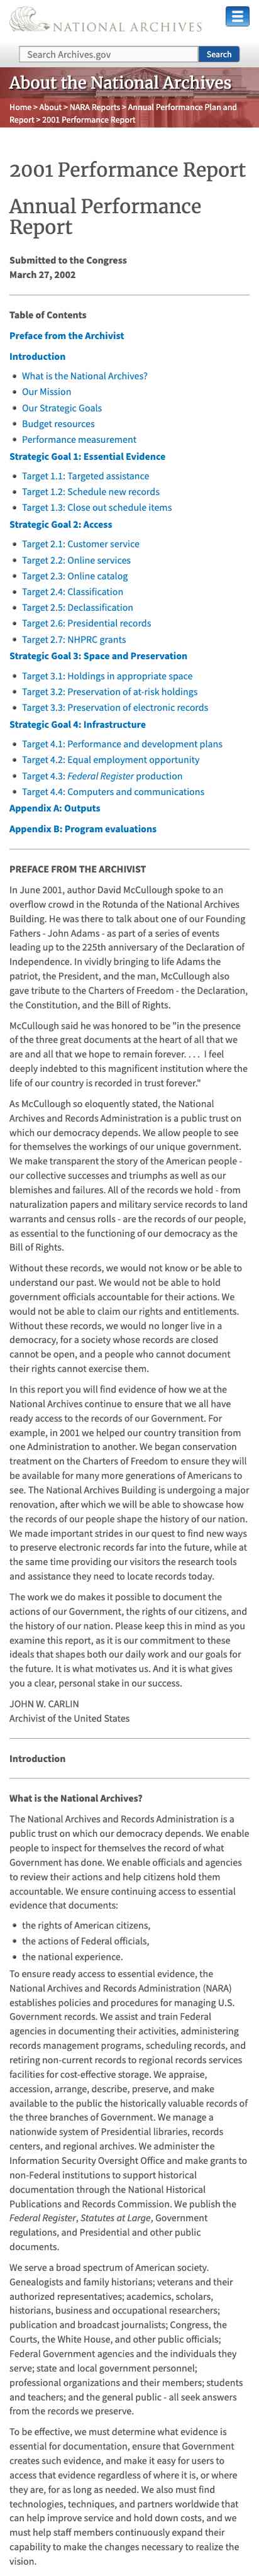 NATIONAL ARCHIVES
Search Archives.gov
Search
About the National Archives
Home > About > NARA Reports > Annual Performance Plan and
Report > 2001 Performance Report
2001 Performance Report
Annual Performance
Report
Submitted to the Congress
March 27, 2002
Table of Contents
Preface from the Archivist
Introduction
• What is the National Archives?
• Our Mission
• Our Strategic Goals
• Budget resources
• Performance measurement
Strategic Goal 1: Essential Evidence
• Target 1.1: Targeted assistance
• Target 1.2: Schedule new records
• Target 1.3: Close out schedule items
Strategic Goal 2: Access
• Target 2.1: Customer service
• Target 2.2: Online services
• Target 2.3: Online catalog
• Target 2.4: Classification
• Target 2.5: Declassification
• Target 2.6: Presidential records
• Target 2.7: NHPRC grants
Strategic Goal 3: Space and Preservation
• Target 3.1: Holdings in appropriate space
• Target 3.2: Preservation of at-risk holdings
• Target 3.3: Preservation of electronic records
Strategic Goal 4: Infrastructure
• Target 4.1: Performance and development plans
• Target 4.2: Equal employment opportunity
• Target 4.3: Federal Register production
• Target 4.4: Computers and communications
Appendix A: Outputs
Appendix B: Program evaluations
PREFACE FROM THE ARCHIVIST
In June 2001, author David McCullough spoke to an
overflow crowd in the Rotunda of the National Archives
Building. He was there to talk about one of our Founding
Fathers - John Adams - as part of a series of events
leading up to the 225th anniversary of the Declaration of
Independence. In vividly bringing to life Adams the
patriot, the President, and the man, McCullough also
gave tribute to the Charters of Freedom - the Declaration,
the Constitution, and the Bill of Rights.
McCullough said he was honored to be "in the presence
of the three great documents at the heart of all that we
are and all that we hope to remain forever. . . . I feel
deeply indebted to this magnificent institution where the
life of our country is recorded in trust forever."
As McCullough so eloquently stated, the National
Archives and Records Administration is a public trust on
which our democracy depends. We allow people to see
for themselves the workings of our unique government.
We make transparent the story of the American people -
our collective successes and triumphs as well as our
blemishes and failures. All of the records we hold - from
naturalization papers and military service records to land
warrants and census rolls - are the records of our people,
as essential to the functioning of our democracy as the
Bill of Rights.
Without these records, we would not know or be able to
understand our past. We would not be able to hold
government officials accountable for their actions. We
would not be able to claim our rights and entitlements.
Without these records, we would no longer live in a
democracy, for a society whose records are closed
cannot be open, and a people who cannot document
their rights cannot exercise them.
In this report you will find evidence of how we at the
National Archives continue to ensure that we all have
ready access to the records of our Government. For
example, in 2001 we helped our country transition from
one Administration to another. We began conservation
treatment on the Charters of Freedom to ensure they will
be available for many more generations of Americans to
see. The National Archives Building is undergoing a major
renovation, after which we will be able to showcase how
the records of our people shape the history of our nation.
We made important strides in our quest to find new ways
to preserve electronic records far into the future, while at
the same time providing our visitors the research tools
and assistance they need to locate records today.
The work we do makes it possible to document the
actions of our Government, the rights of our citizens, and
the history of our nation. Please keep this in mind as you
examine this report, as it is our commitment to these
ideals that shapes both our daily work and our goals for
the future. It is what motivates us. And it is what gives
you a clear, personal stake in our success.
JOHN W. CARLIN
Archivist of the United States
Introduction
What is the National Archives?
The National Archives and Records Administration is a
public trust on which our democracy depends. We enable
people to inspect for themselves the record of what
Government has done. We enable officials and agencies
to review their actions and help citizens hold them
accountable. We ensure continuing access to essential
evidence that documents:
• the rights of American citizens,
• the actions of Federal officials,
• the national experience.
To ensure ready access to essential evidence, the
National Archives and Records Administration (NARA)
establishes policies and procedures for managing U.S.
Government records. We assist and train Federal
agencies in documenting their activities, administering
records management programs, scheduling records, and
retiring non-current records to regional records services
facilities for cost-effective storage. We appraise,
accession, arrange, describe, preserve, and make
available to the public the historically valuable records of
the three branches of Government. We manage a
nationwide system of Presidential libraries, records
centers, and regional archives. We administer the
Information Security Oversight Office and make grants to
non-Federal institutions to support historical
documentation through the National Historical
Publications and Records Commission. We publish the
Federal Register, Statutes at Large, Government
regulations, and Presidential and other public
documents.
We serve a broad spectrum of American society.
Genealogists and family historians; veterans and their
authorized representatives; academics, scholars,
historians, business and occupational researchers;
publication and broadcast journalists; Congress, the
Courts, the White House, and other public officials;
Federal Government agencies and the individuals they
serve; state and local government personnel;
professional organizations and their members; students
and teachers; and the general public - all seek answers
from the records we preserve.
To be effective, we must determine what evidence is
essential for documentation, ensure that Government
creates such evidence, and make it easy for users to
access that evidence regardless of where it is, or where
they are, for as long as needed. We also must find
technologies, techniques, and partners worldwide that
can help improve service and hold down costs, and we
must help staff members continuously expand their
capability to make the changes necessary to realize the
vision.